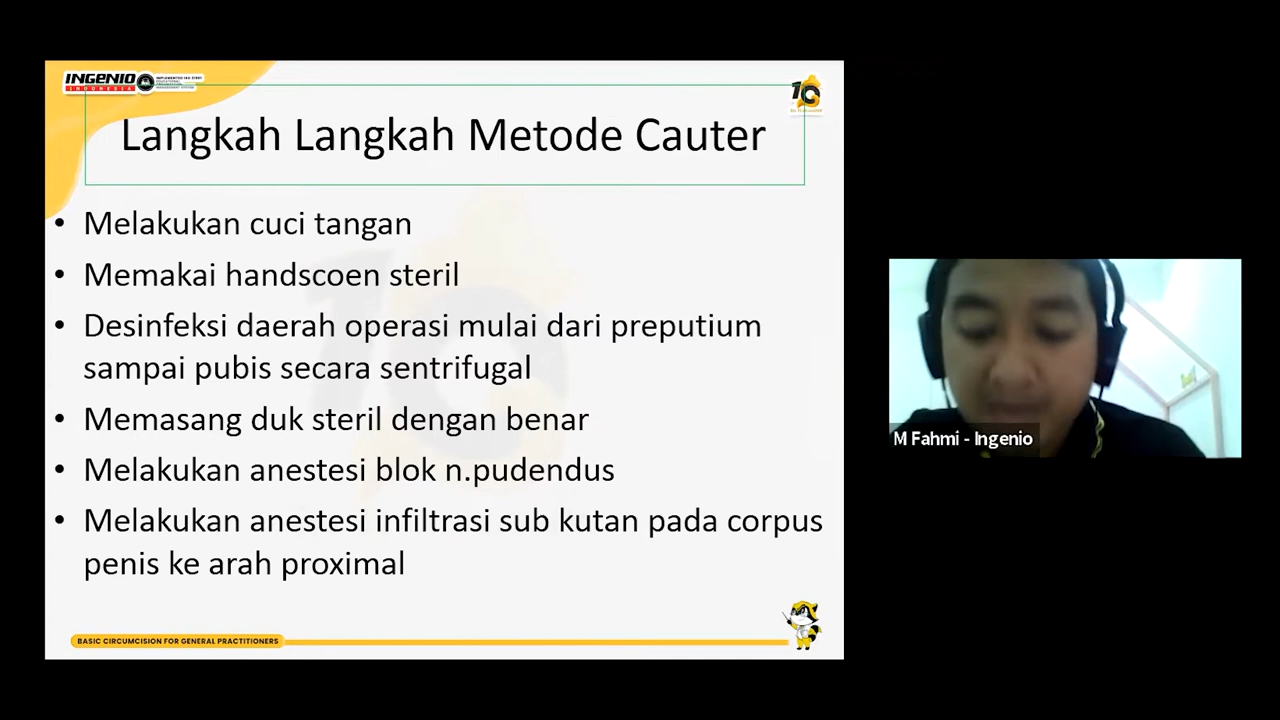 INGENIO
INDONESIA
Langkah Langkah Metode Cauter
• Melakukan cuci tangan
• Memakai handscoen steril
• Desinfeksi daerah operasi mulai dari preputium
sampai pubis secara sentrifugal
• Memasang duk steril dengan benar
• Melakukan anestesi blok n.pudendus
• Melakukan anestesi infiltrasi sub kutan pada corpus
penis ke arah proximal
BASIC CIRCUMCISION FOR GENERAL PRACTITIONERS
M Fahmi - Ingenio